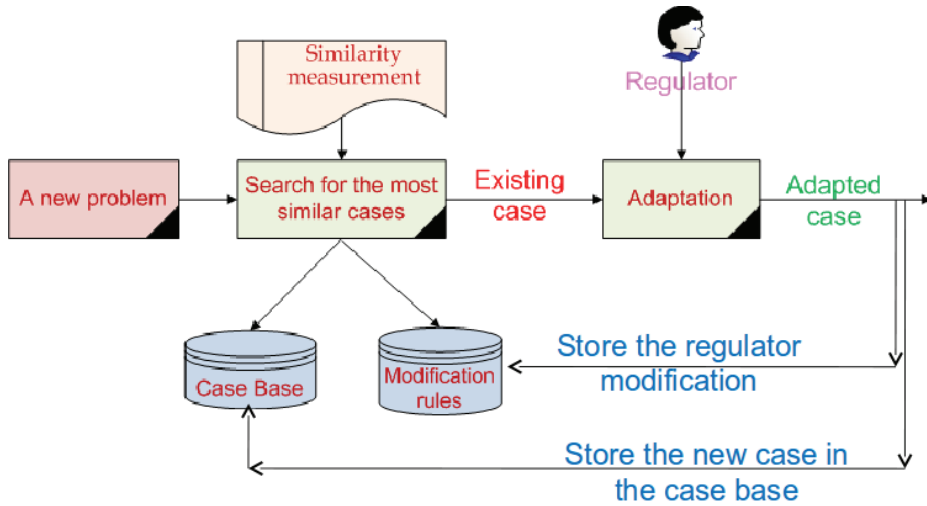 Similarity
measurement
Regulator
A new problem
Search for the most
similar cases
Existing
case
Adaptation
Adapted
case
Case Base
Modification
rules
Store the regulator
modification
Store the new case in
the case base